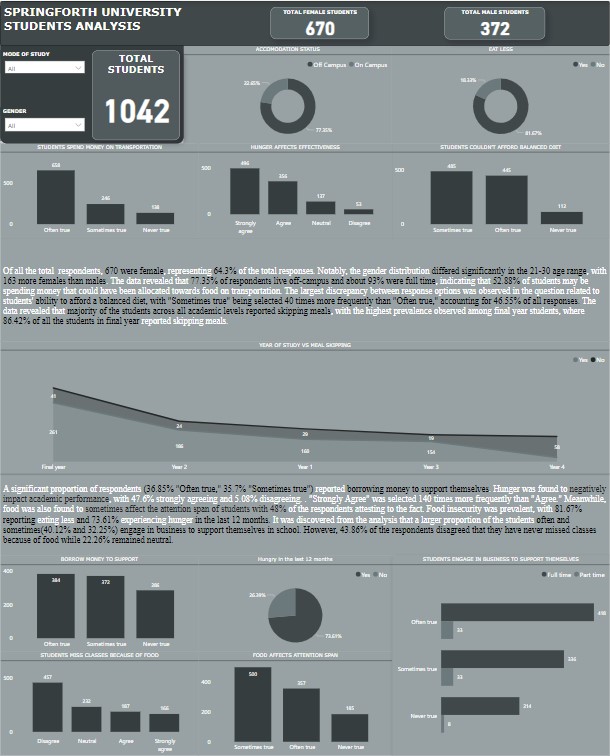 SPRINGFORTH UNIVERSITY
STUDENTS ANALYSIS
TOTAL FEMALE STUDENTS
670
TOTAL MALE STUDENTS
372
MODE OF STUDY
All
GENDER
All
TOTAL
STUDENTS
1042
ACCOMODATION STATUS
Off Campus On Campus
22.65%
77.35%
EAT LESS
Yes No
18.33%
81.67%
STUDENTS SPEND MONEY ON TRANSPORTATION
500
0
658
246
138
Often true Sometimes true Never true
HUNGER AFFECTS EFFECTIVENESS
500
0
496
356
137
53
Strongly
agree
Agree Neutral Disagree
STUDENTS COULDN'T AFFORD BALANCED DIET
500
0
485
445
112
Sometimes true Often true Never true
Of all the total respondents, 670 were female, representing 64.3% of the total responses. Notably, the gender distribution differed significantly in the 21-30 age range, with
163 more females than males. The data revealed that 77.35% of respondents live off-campus and about 93% were full time, indicating that 52.88% of students may be
spending money that could have been allocated towards food on transportation. The largest discrepancy between response options was observed in the question related to
students' ability to afford a balanced diet, with "Sometimes true" being selected 40 times more frequently than "Often true," accounting for 46.55% of all responses. The
data revealed that majority of the students across all academic levels reported skipping meals, with the highest prevalence observed among final year students, where
86.42% of all the students in final year reported skipping meals.
YEAR OF STUDY VS MEAL SKIPPING
Yes No
41
261
24
20
19
Final year Year 2 Year 1 Year 3 Year 4
A significant proportion of respondents (36.85% "Often true," 35.7% "Sometimes true") reported borrowing money to support themselves. Hunger was found to negatively
impact academic performance, with 47.6% strongly agreeing and 5.08% disagreeing. "Strongly Agree" was selected 140 times more frequently than "Agree." Meanwhile,
food was also found to sometimes affect the attention span of students with 48% of the respondents attesting to the fact. Food insecurity was prevalent, with 81.67%
reporting eating less and 73.61% experiencing hunger in the last 12 months. It was discovered from the analysis that a larger proportion of the students often and
sometimes(40.12% and 32.25%) engage in business to support themselves in school. However, 43.86% of the respondents disagreed that they have never missed classes
because of food while 22.26% remained neutral.
BORROW MONEY TO SUPPORT
400
200
0
384
372
286
Often true Sometimes true Never true
Hungry in the last 12 months
Yes No
26.39%
73.61%
STUDENTS ENGAGE IN BUSINESS TO SUPPORT THEMSELVES
Full time Part time
Often true
Sometimes true
33
Never true
214
8
STUDENTS MISS CLASSES BECAUSE OF FOOD
500
0
457
232
187
166
Disagree Neutral Agree Strongly
agree
FOOD AFFECTS ATTENTION SPAN
400
200
0
500
357
185
Sometimes true Often true Never true